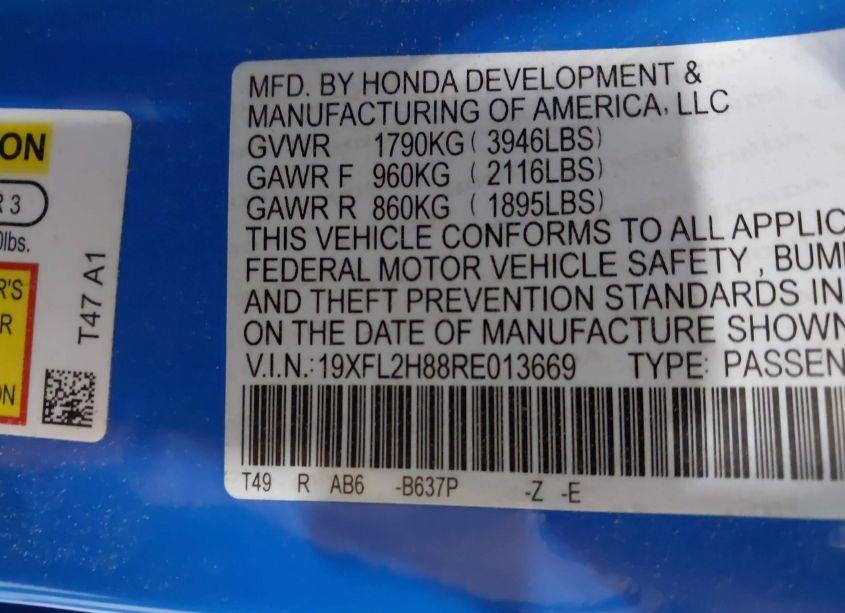 ON
R 3
0lbs.
R'S
R
ON
T47 A1
MFD. BY HONDA DEVELOPMENT &
MANUFACTURING OF AMERICA, LLC
GVWR 1790KG ( 3946LBS)
GAWR F 960KG ( 2116LBS)
GAWR R 860KG ( 1895LBS)
THIS VEHICLE CONFORMS TO ALL APPLIC
FEDERAL MOTOR VEHICLE SAFETY , BUM
AND THEFT PREVENTION STANDARDS IN
ON THE DATE OF MANUFACTURE SHOWN
V.I.N.: 19XFL2H88RE013669 TYPE: PASSEN
T49 R AB6 -B637P -Z -E